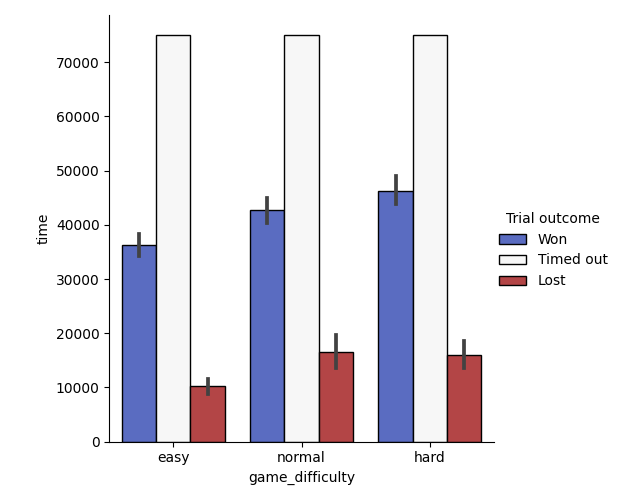 time
70000
60000
50000
40000
30000
20000
10000
0
easy normal hard
game_difficulty
Trial outcome
Won
Timed out
Lost